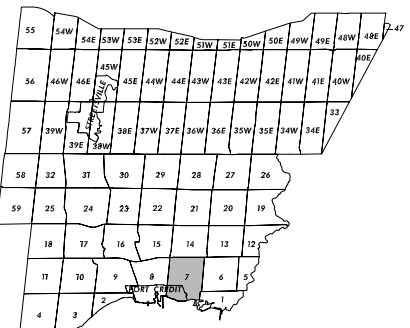 55 54W 54E 53W 53E 52W 52E 51W 51E 50W 50E 49W 49E 48W 48E 47
40E
45W
56 46W 46E 45E 44W 44E 43W 43E 42W 42E 41W 41E 40W
STREETSVILLE
33
57 39W 38E 37W 37E 36W 36E 35W 35E 34W 34E
39E 38W
58 32 31 30 29 28 27 26
59 25 24 23 22 21 20 19
18 17 16 15 14 13 12
11 10 9 8 7 6 5
PORT CREDIT
4 3 2 1